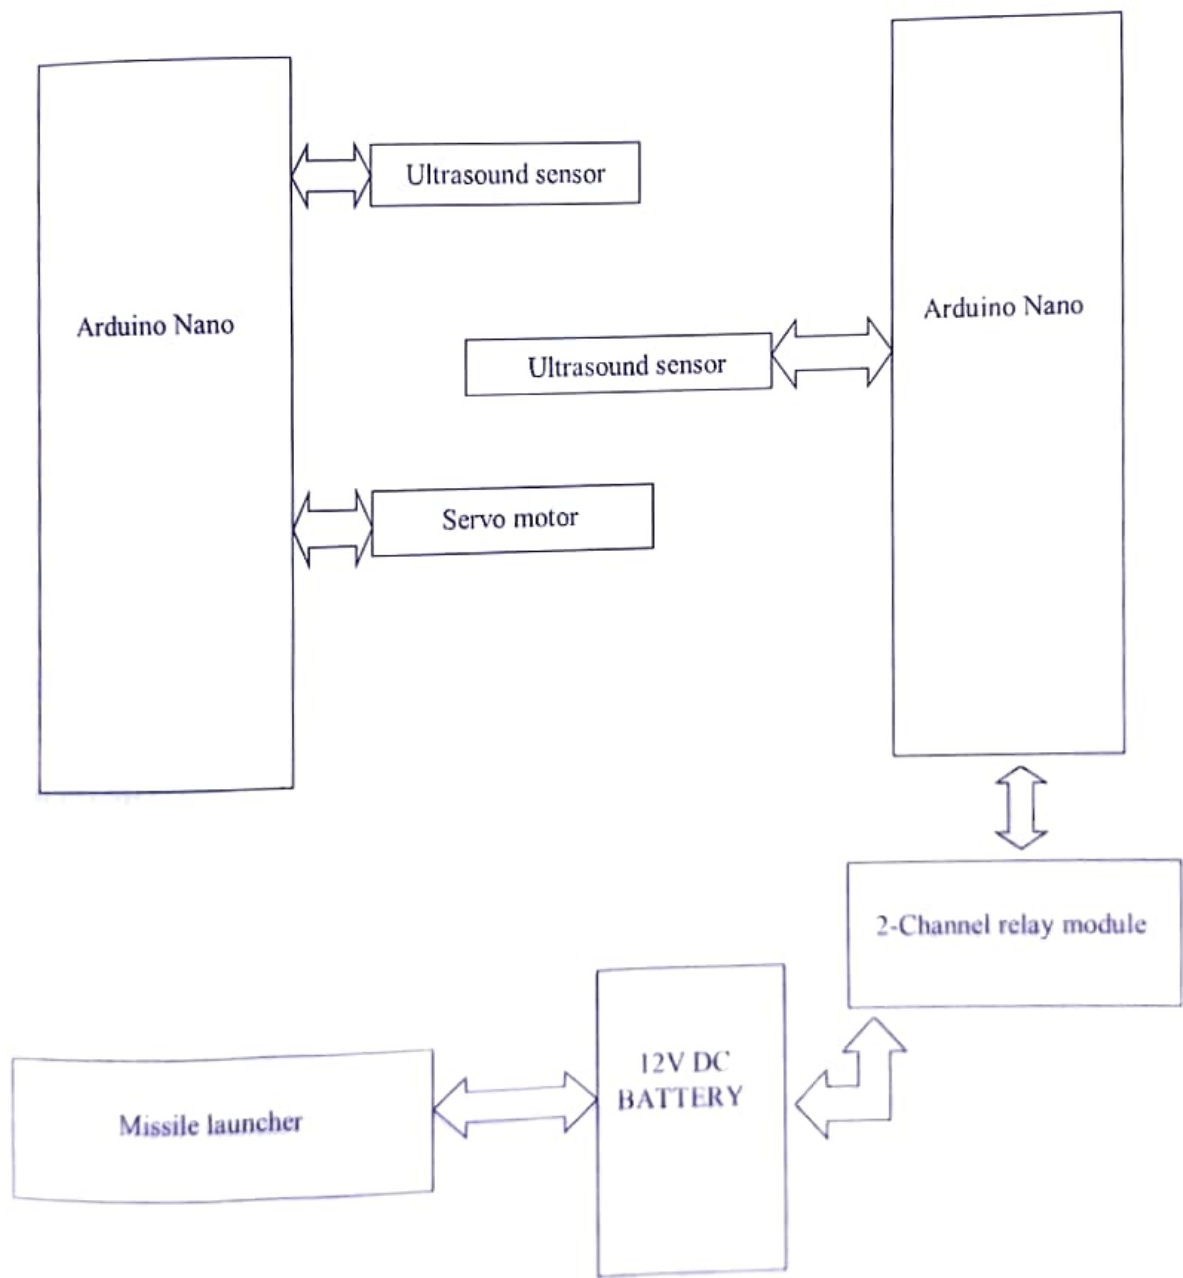 Ultrasound sensor
Arduino Nano
Arduino Nano
Ultrasound sensor
Servo motor
2-Channel relay module
12V DC
BATTERY
Missile launcher